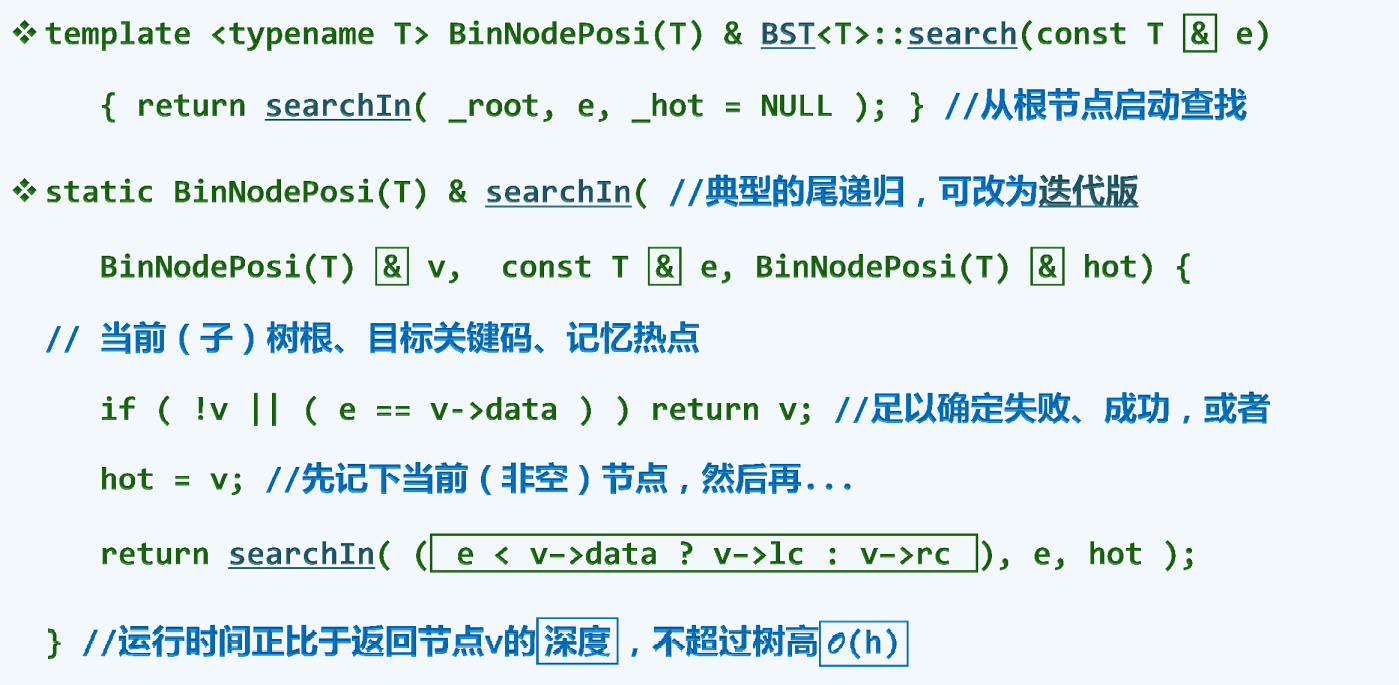 ❖template <typename T> BinNodePosi(T) & BST<T>::search(const T & e)
{ return searchIn( _root, e, _hot = NULL ); } //从根节点启动查找
❖static BinNodePosi(T) & searchIn( //典型的尾递归，可改为迭代版
BinNodePosi(T) & v, const T & e, BinNodePosi(T) & hot) {
// 当前（子）树根、目标关键码、记忆热点
if ( !v || ( e == v->data ) ) return v; //足以确定失败、成功，或者
hot = v; //先记下当前（非空）节点，然后再...
return searchIn( ( e < v->data ? v->lc : v->rc ), e, hot );
} //运行时间正比于返回节点v的深度，不超过树高O(h)